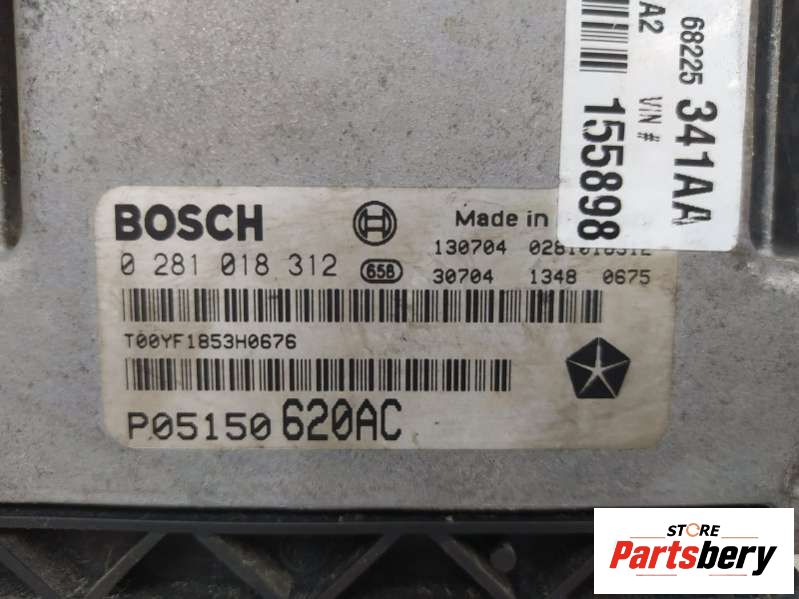 BOSCH
Made in
0 281 018 312
658
130704
30704 1348 0675
T00YF1853H0676
P05150 620AC
A2 68225 341AA
VIN #
155898
STORE
Partsbery